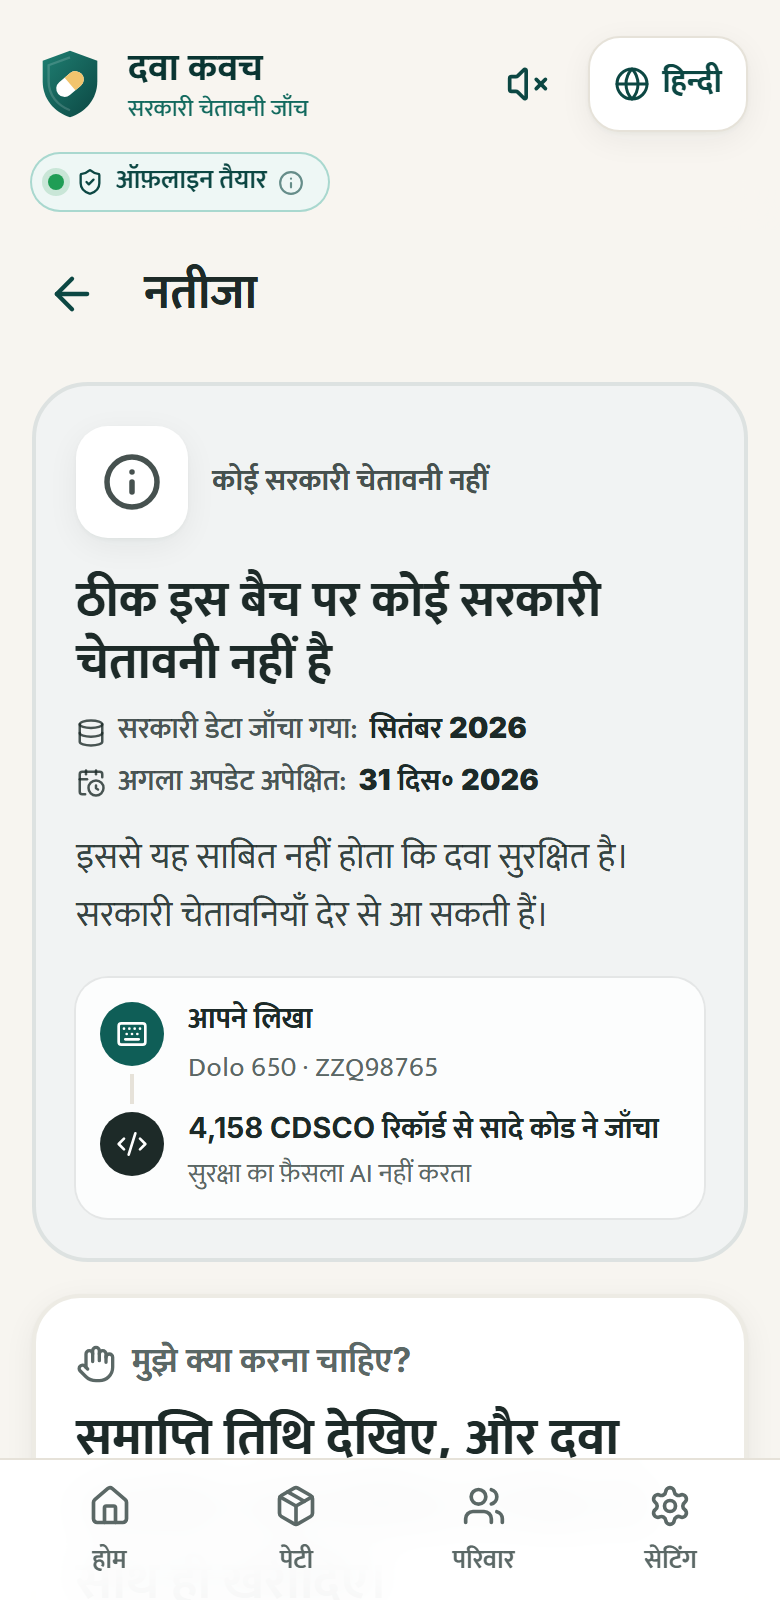 दवा कवच
सरकारी चेतावनी जाँच
हिन्दी
ऑफ़लाइन तैयार
नतीजा
कोई सरकारी चेतावनी नहीं
ठीक इस बैच पर कोई सरकारी
चेतावनी नहीं है
सरकारी डेटा जाँचा गया: सितंबर 2026
अगला अपडेट अपेक्षित: 31 दिस॰ 2026
इससे यह साबित नहीं होता कि दवा सुरक्षित है।
सरकारी चेतावनियाँ देर से आ सकती हैं।
आपने लिखा
Dolo 650 · ZZQ98765
4,158 CDSCO रिकॉर्ड से सादे कोड ने जाँचा
सुरक्षा का फ़ैसला AI नहीं करता
मुझे क्या करना चाहिए?
समाप्ति तिथि देखिए, और दवा
होम
पेटी
परिवार
सेटिंग